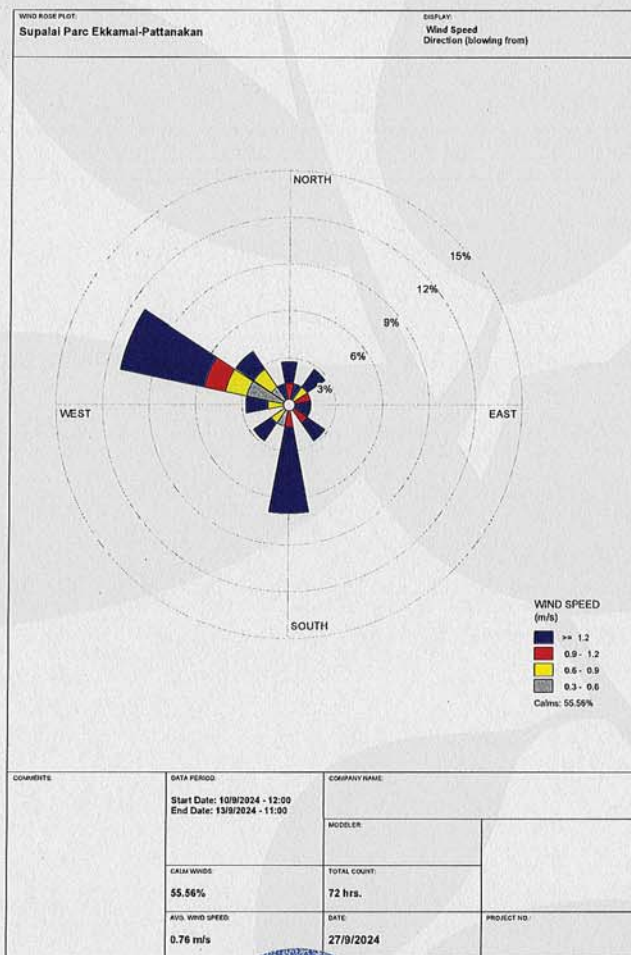 WIND ROSE PLOT:
Supalai Parc Ekkamai-Pattanakan
DISPLAY:
Wind Speed
Direction (blowing from)
NORTH
15%
12%
9%
6%
3%
WEST
EAST
SOUTH
WIND SPEED
(m/s)
>= 1.2
0.9 - 1.2
0.6 - 0.9
0.3 - 0.6
Calms: 55.56%
COMMENTS:
DATA PERIOD:
Start Date: 10/9/2024 - 12:00
End Date: 13/9/2024 - 11:00
COMPANY NAME:
MODELER:
CALM WINDS:
55.56%
TOTAL COUNT:
72 hrs.
AVG. WIND SPEED:
0.76 m/s
DATE:
27/9/2024
PROJECT NO.: